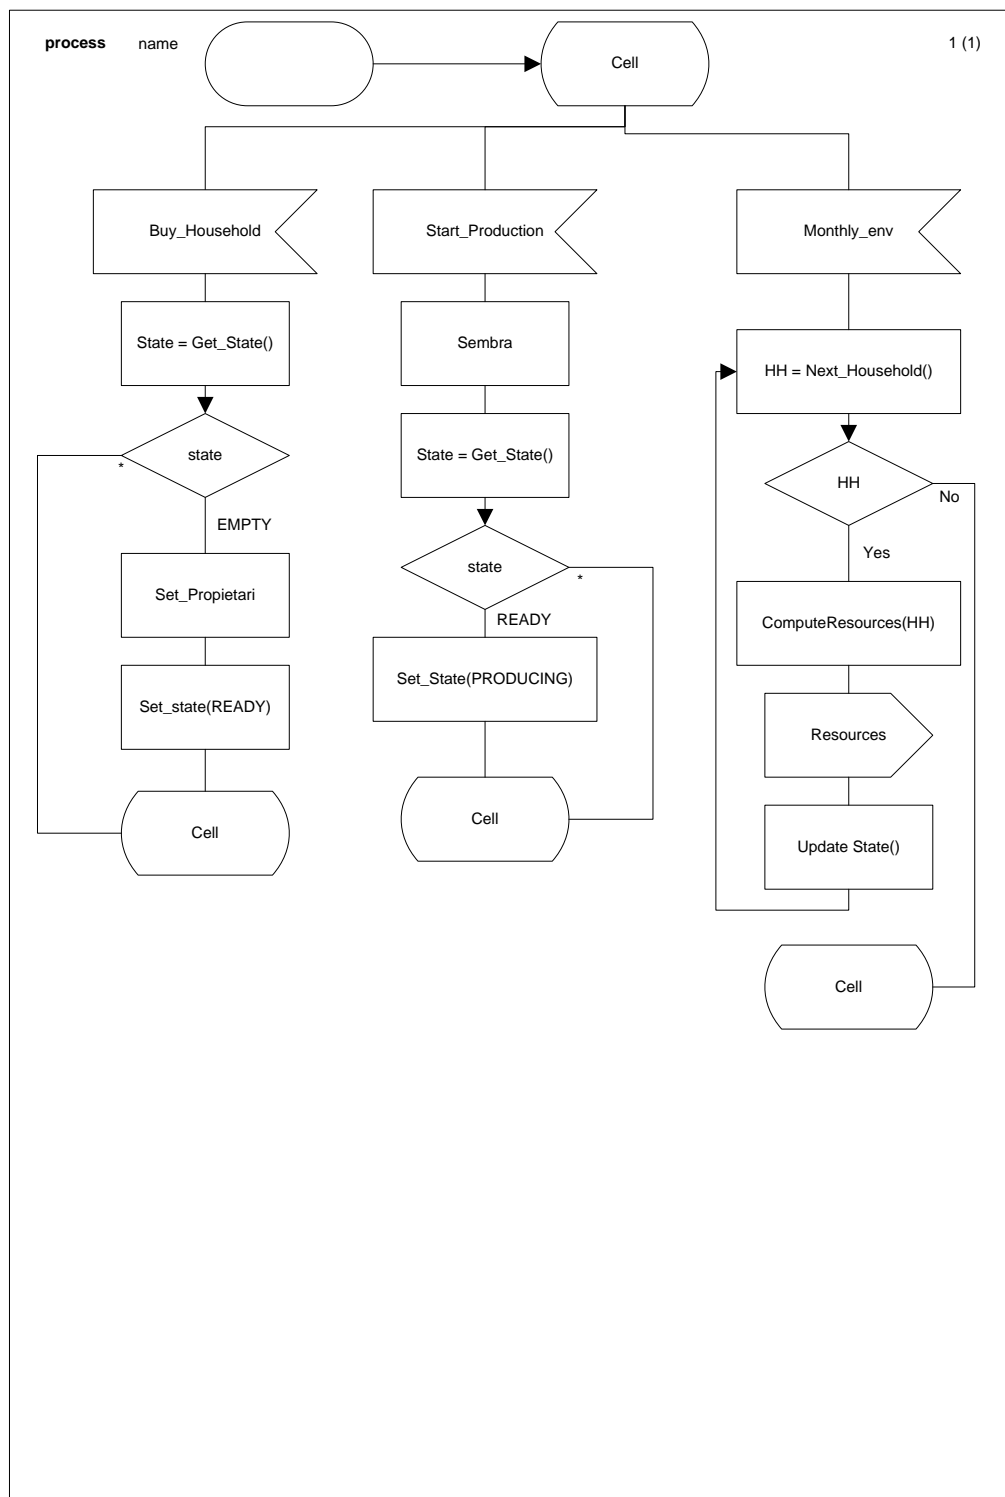 process name
1 (1)
Cell
Buy_Household
State = Get_State()
state
*
EMPTY
Set_Propietari
Set_state(READY)
Cell
Start_Production
Sembra
State = Get_State()
state
*
READY
Set_State(PRODUCING)
Cell
Monthly_env
HH = Next_Household()
HH
No
Yes
ComputeResources(HH)
Resources
Update State()
Cell